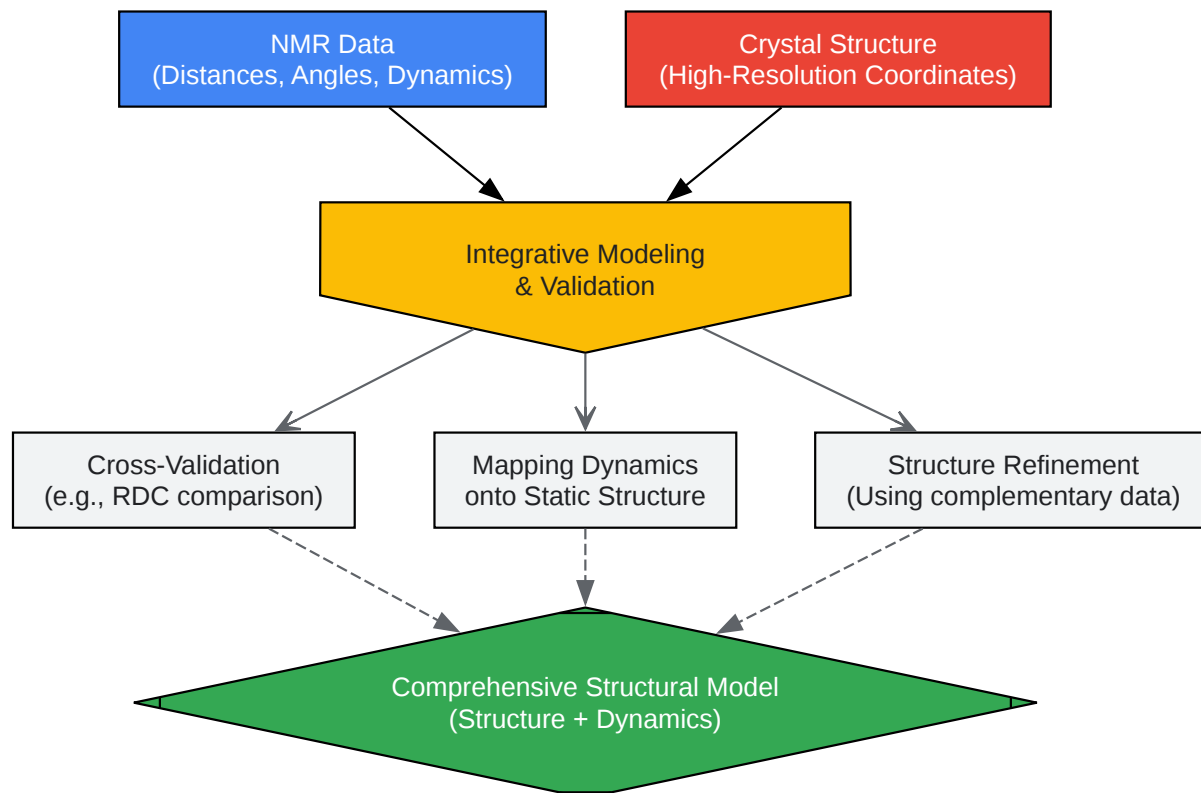 NMR Data
(Distances, Angles, Dynamics)
Crystal Structure
(High-Resolution Coordinates)
Integrative Modeling
& Validation
Cross-Validation
(e.g., RDC comparison)
Mapping Dynamics
onto Static Structure
Structure Refinement
(Using complementary data)
Comprehensive Structural Model
(Structure + Dynamics)